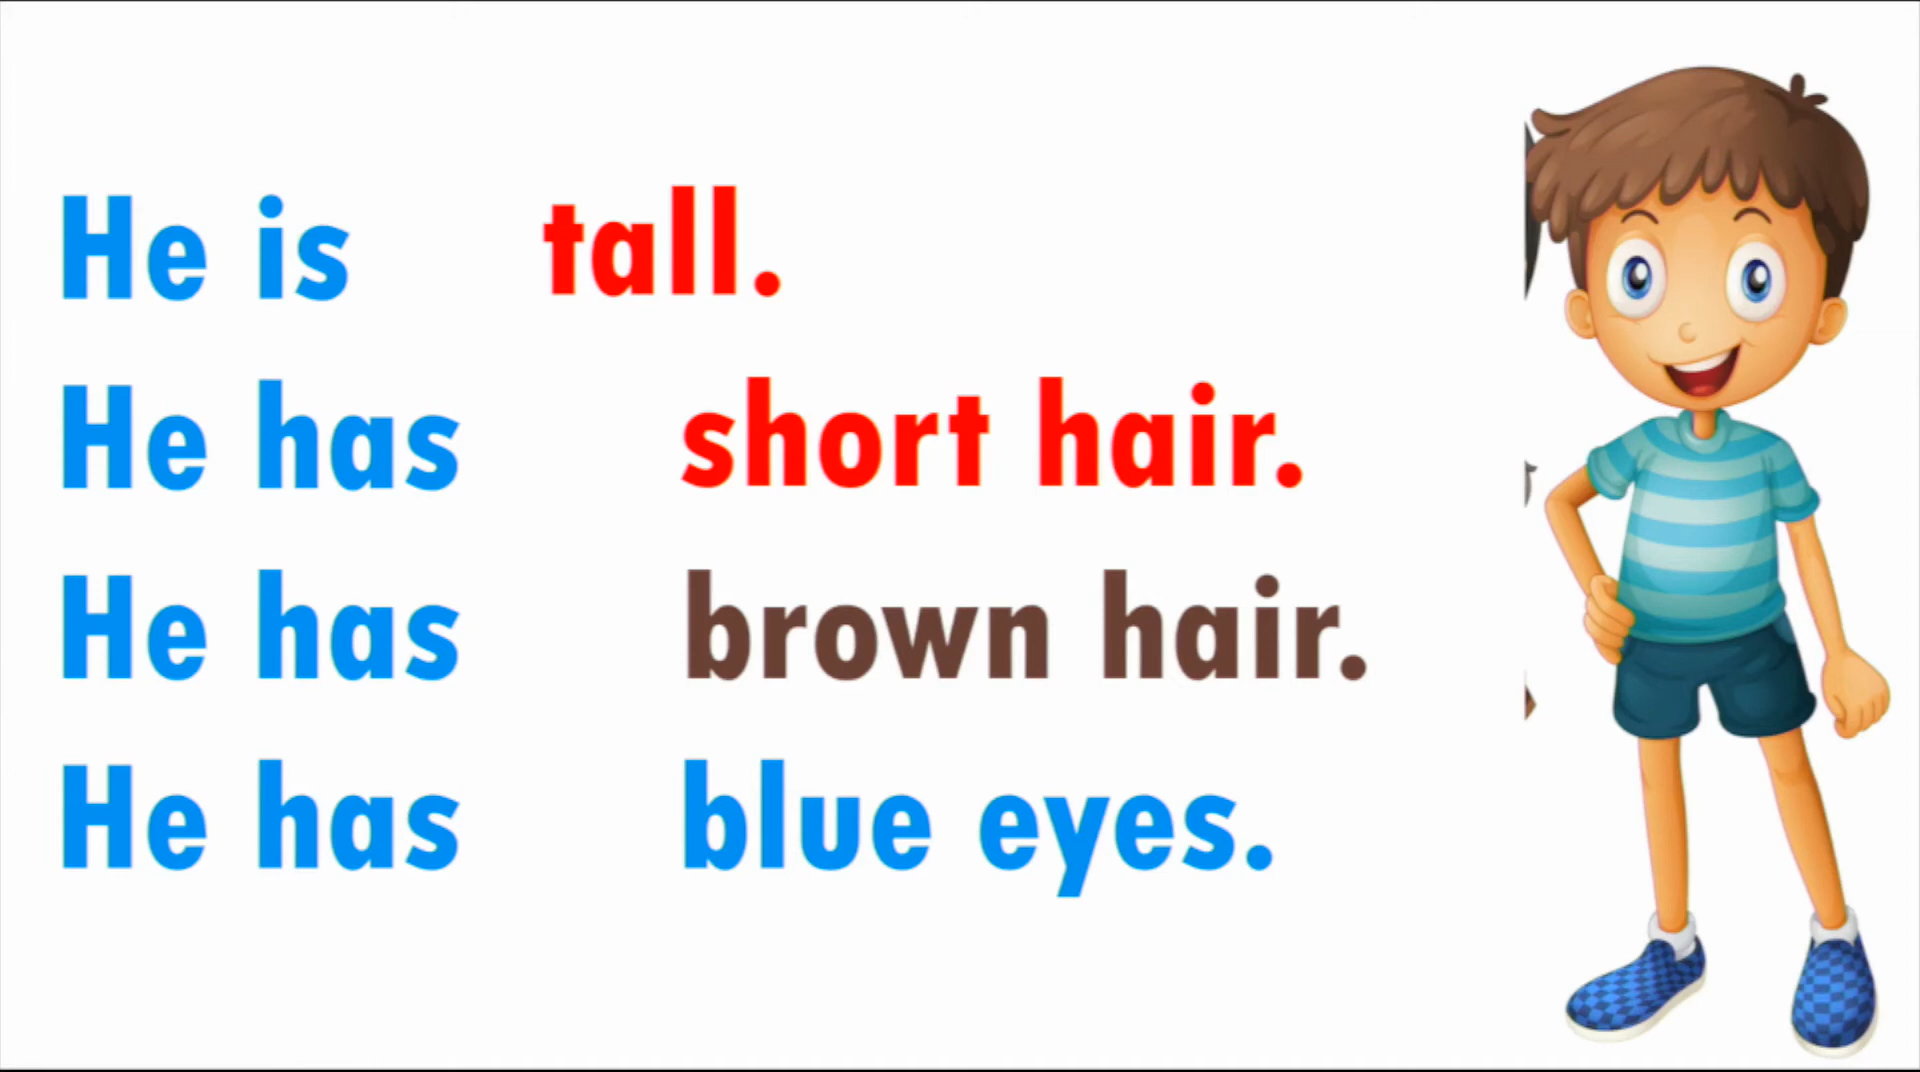 He is tall.
He has short hair.
He has brown hair.
He has blue eyes.